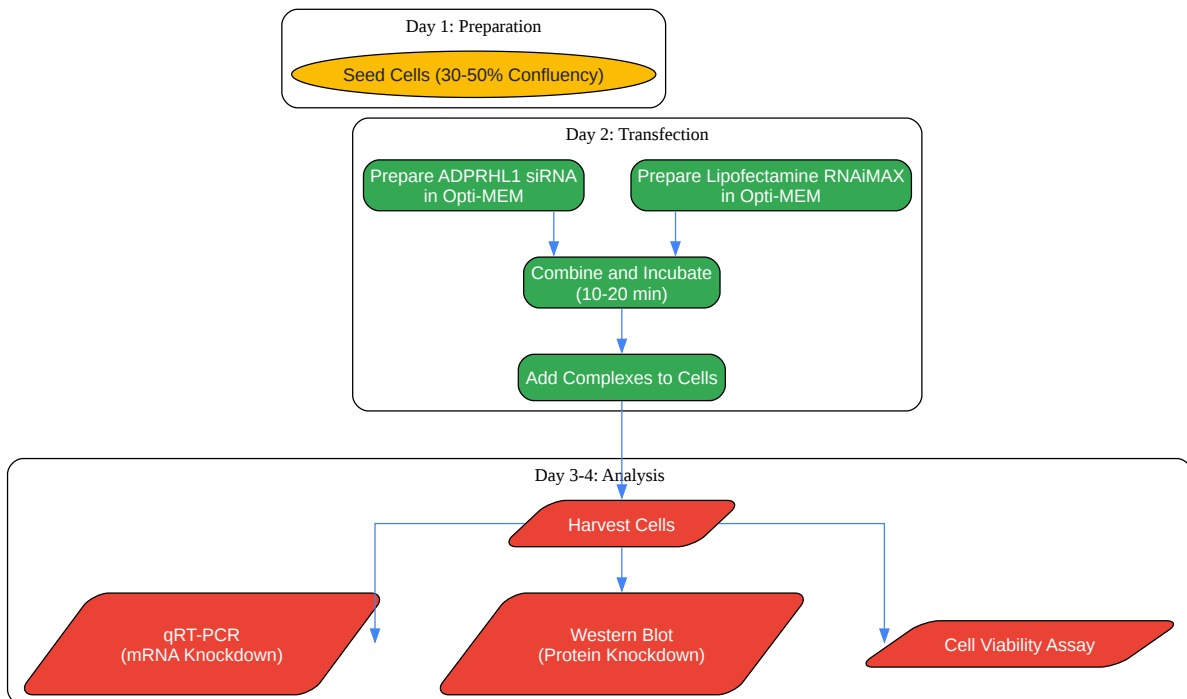 Day 1: Preparation
Seed Cells (30-50% Confluency)
Day 2: Transfection
Prepare ADPRHL1 siRNA
in Opti-MEM
Prepare Lipofectamine RNAiMAX
in Opti-MEM
Combine and Incubate
(10-20 min)
Add Complexes to Cells
Day 3-4: Analysis
Harvest Cells
qRT-PCR
(mRNA Knockdown)
Western Blot
(Protein Knockdown)
Cell Viability Assay